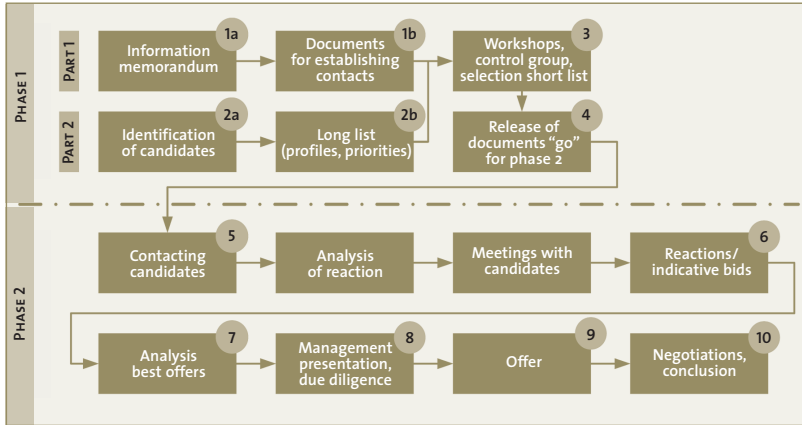 PHASE 1
PART 1
1a
Information
memorandum
1b
Documents
for establishing
contacts
3
Workshops,
control group,
selection short list
PART 2
2a
Identification
of candidates
2b
Long list
(profiles, priorities)
4
Release of
documents “go”
for phase 2
PHASE 2
5
Contacting
candidates
Analysis
of reaction
Meetings with
candidates
6
Reactions/
indicative bids
7
Analysis
best offers
8
Management
presentation,
due diligence
9
Offer
10
Negotiations,
conclusion